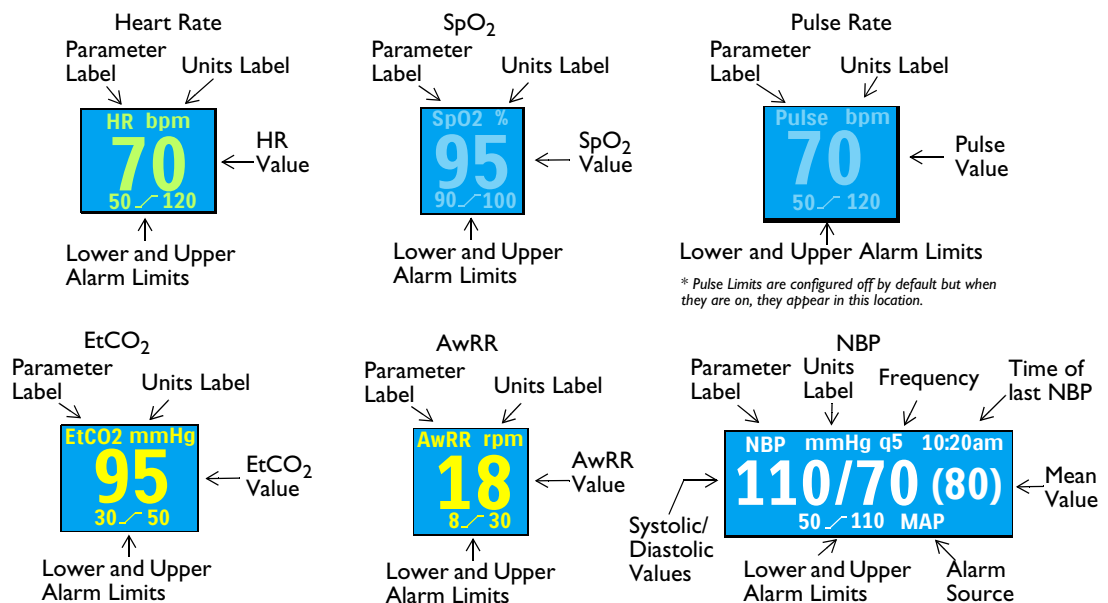 Heart Rate
Parameter
Label
Units Label
HR bpm
70
50 120
HR
Value
Lower and Upper
Alarm Limits
SpO2
Parameter
Label
Units Label
SpO2 %
95
90 100
SpO2
Value
Lower and Upper
Alarm Limits
Pulse Rate
Parameter
Label
Units Label
Pulse bpm
70
50 120
Pulse
Value
Lower and Upper Alarm Limits
* Pulse Limits are configured off by default but when
they are on, they appear in this location.
EtCO2
Parameter
Label
Units Label
EtCO2 mmHg
95
30 50
EtCO2
Value
Lower and Upper
Alarm Limits
AwRR
Parameter
Label
Units Label
AwRR rpm
18
8 30
AwRR
Value
Lower and Upper
Alarm Limits
NBP
Parameter
Label
Units
Label
Frequency
Time of
last NBP
NBP mmHg q5 10:20am
110/70 (80)
50 110 MAP
Mean
Value
Systolic/
Diastolic
Values
Lower and Upper
Alarm Limits
Alarm
Source